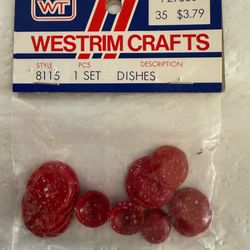 WT
35 $3.79
WESTRIM CRAFTS
STYLE PCS DESCRIPTION
8115 1 SET DISHES